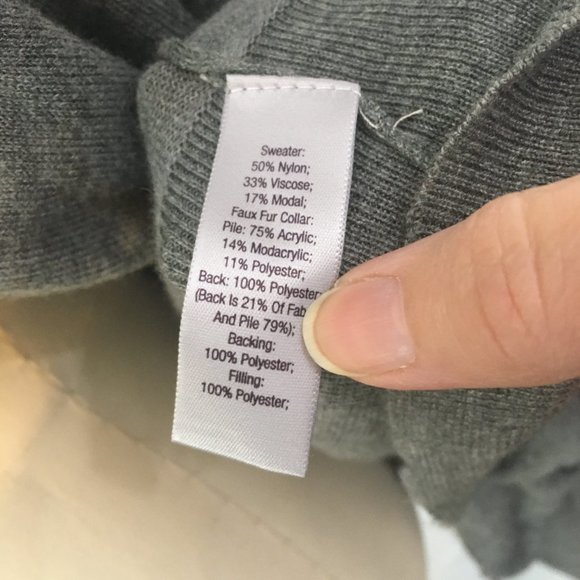 Sweater:
50% Nylon;
33% Viscose;
17% Modal;
Faux Fur Collar:
Pile: 75% Acrylic;
14% Modacrylic;
11% Polyester;
Back: 100% Polyester
(Back Is 21% Of Fab
And Pile 79%);
Backing:
100% Polyester;
Filling:
100% Polyester;